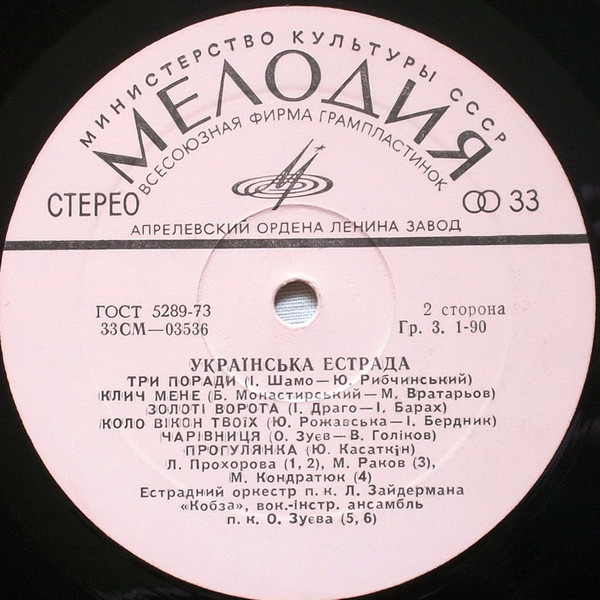 МИНИСТЕРСТВО КУЛЬТУРЫ СССР
МЕЛОДИЯ
ВСЕСОЮЗНАЯ ФИРМА ГРАМПЛАСТИНОК
СТЕРЕО
33
АПРЕЛЕВСКИЙ ОРДЕНА ЛЕНИНА ЗАВОД
ГОСТ 5289-73
33СМ—03536
2 сторона
Гр. 3. 1-90
УКРАЇНСЬКА ЕСТРАДА
ТРИ ПОРАДИ (І. Шамо — Ю. Рибчинський)
КЛИЧ МЕНЕ (Б. Монастирський — М. Вратарьов)
ЗОЛОТІ ВОРОТА (І. Драго — І. Барах)
КОЛО ВІКОН ТВОЇХ (Ю. Рожавська — І. Бердник)
ЧАРІВНИЦЯ (О. Зуєв — В. Голіков)
ПРОГУЛЯНКА (Ю. Касаткін)
Л. Прохорова (1, 2), М. Раков (3),
М. Кондратюк (4)
Естрадний оркестр п. к. Л. Зайдермана
«Кобза», вок.-інстр. ансамбль
п. к. О. Зуєва (5, 6)